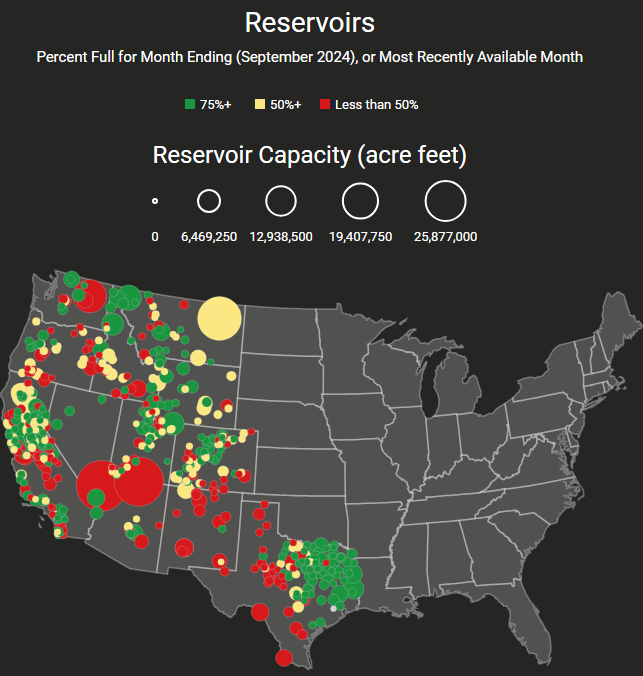 Reservoirs
Percent Full for Month Ending (September 2024), or Most Recently Available Month
75%+ 50%+ Less than 50%
Reservoir Capacity (acre feet)
0 6,469,250 12,938,500 19,407,750 25,877,000